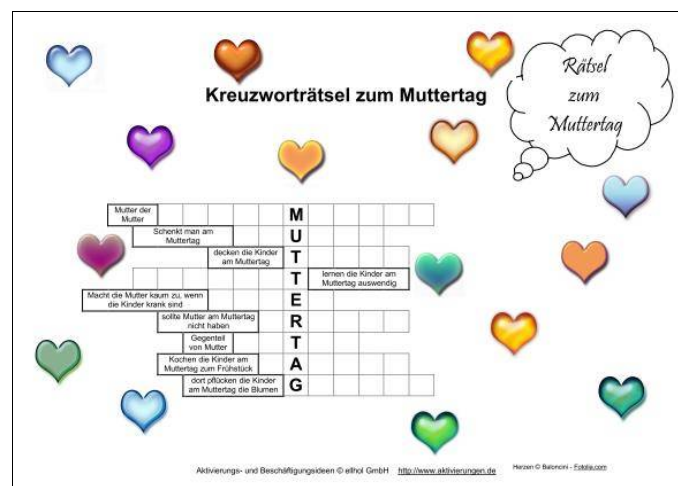 Rätsel
zum
Muttertag
Kreuzworträtsel zum Muttertag
Mutter der
Mutter
M
Schenkt man am
Muttertag
U
decken die Kinder
am Muttertag
T
T
lernen die Kinder am
Muttertag auswendig
Macht die Mutter kaum zu, wenn
die Kinder krank sind
E
sollte Mutter am Muttertag
nicht haben
R
Gegenteil
von Mutter
T
Kochen die Kinder am
Muttertag zum Frühstück
A
dort pflücken die Kinder
am Muttertag die Blumen
G
Aktivierungs- und Beschäftigungsideen © elhol GmbH http://www.aktivierungen.de
Herzen © Baloncini - Fotolia.com